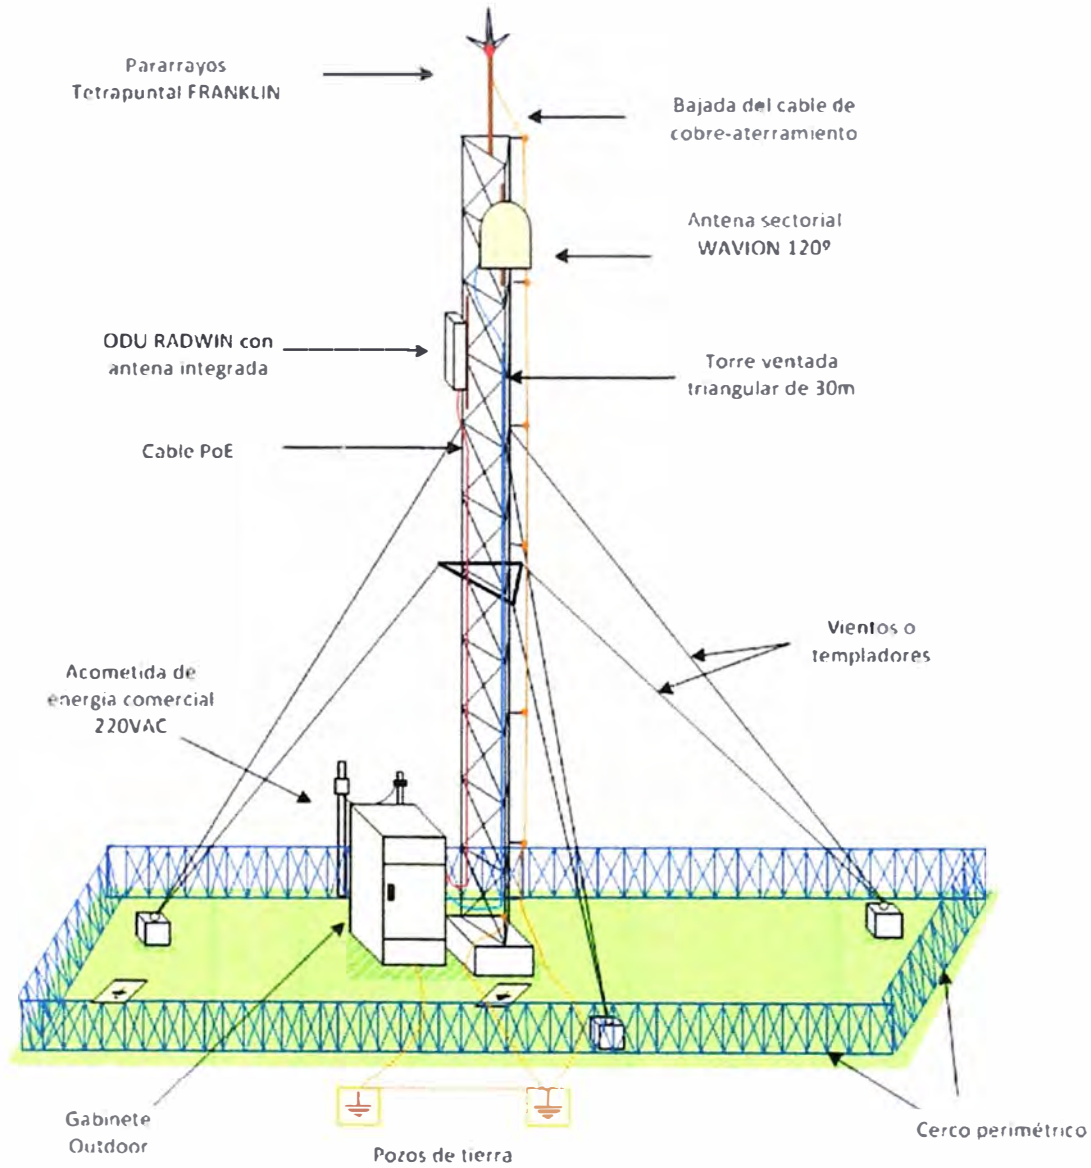 Pararrayos
Tetrapuntal FRANKLIN
Bajada del cable de
cobre-aterramiento
Antena sectorial
WAVION 120º
ODU RADWIN con
antena integrada
Torre ventada
triangular de 30m
Cable PoE
Vientos o
templadores
Acometida de
energía comercial
220VAC
Gabinete
Outdoor
Pozos de tierra
Cerco perimétrico